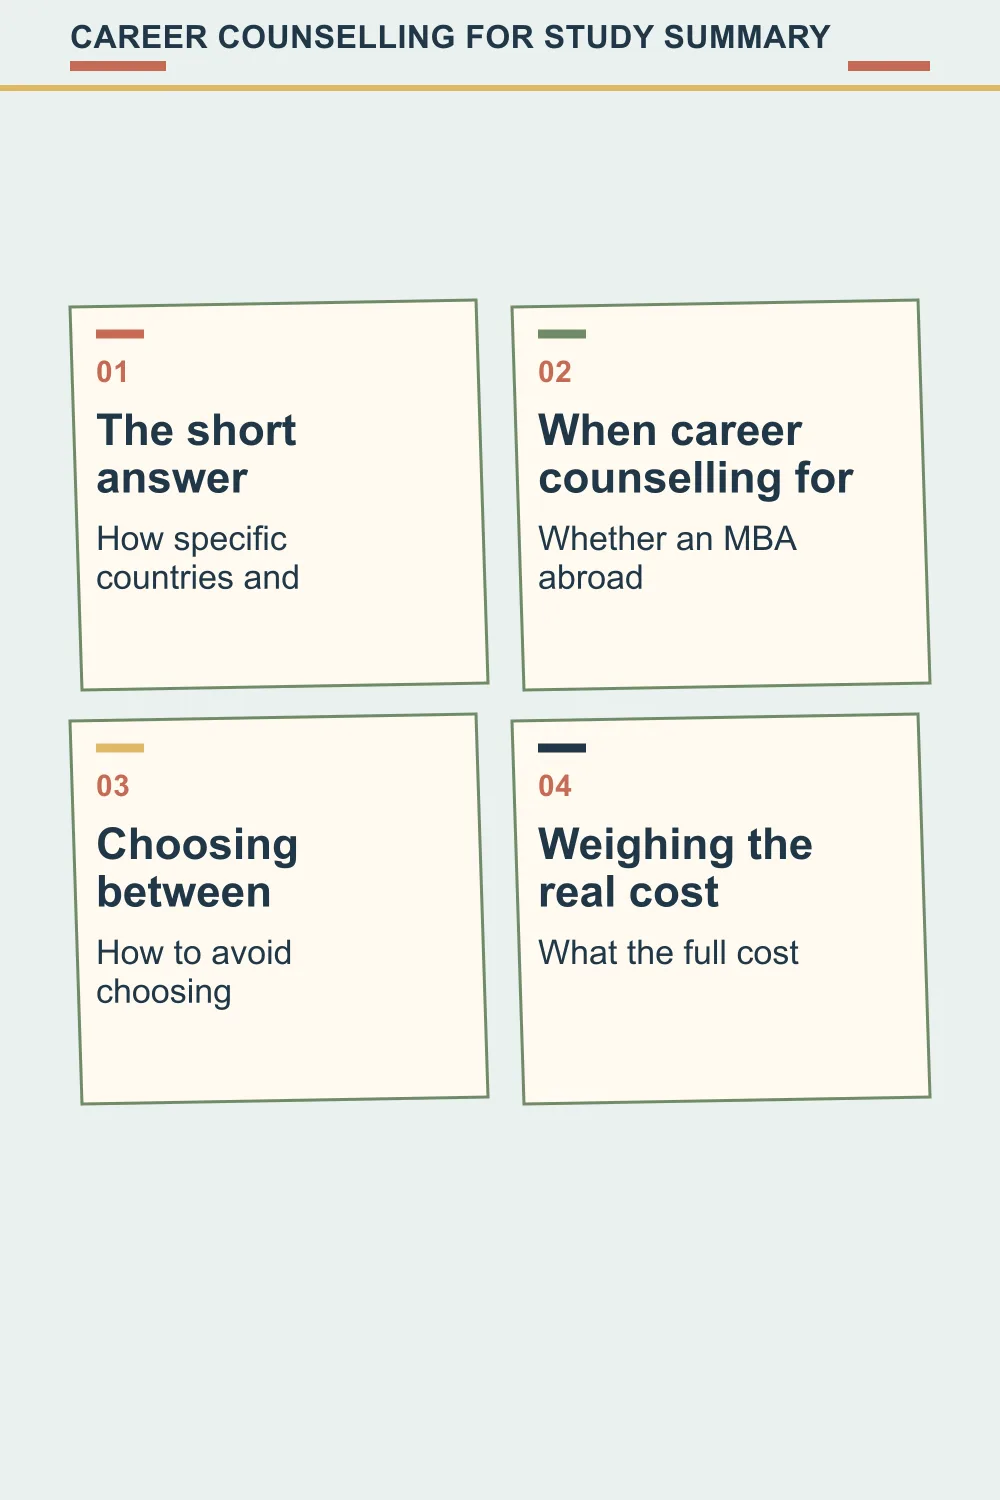 CAREER COUNSELLING FOR STUDY SUMMARY
01
The short
answer
How specific
countries and
02
When career
counselling for
Whether an MBA
abroad
03
Choosing
between
How to avoid
choosing
04
Weighing the
real cost
What the full cost